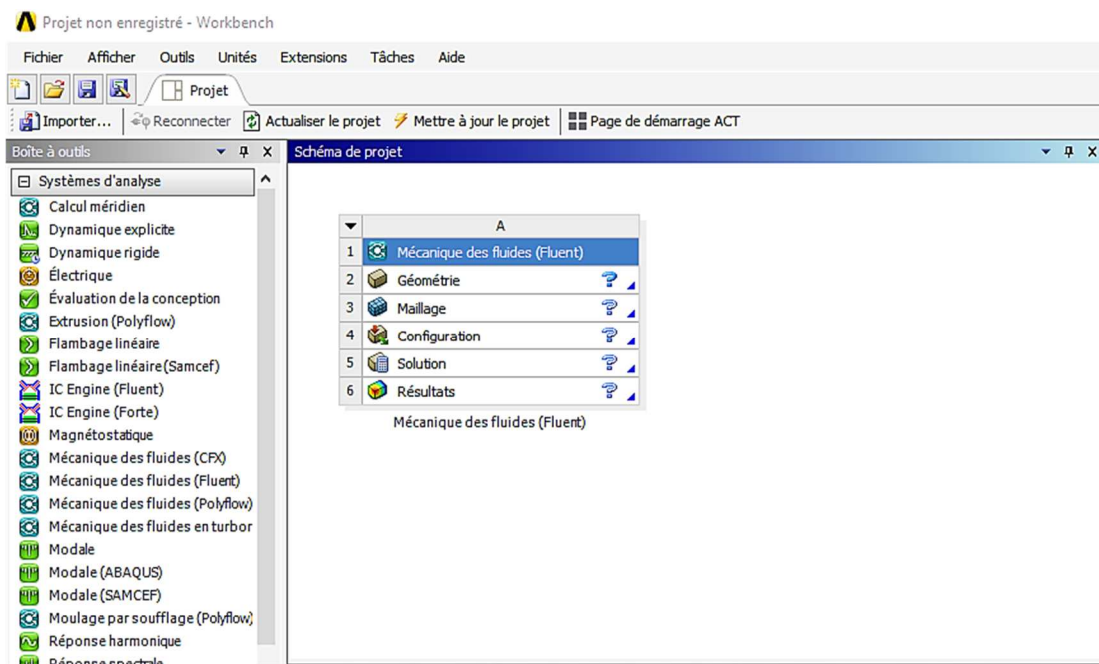 Projet non enregistré - Workbench
Fichier Afficher Outils Unités Extensions Tâches Aide
Projet
Importer... Reconnecter Actualiser le projet Mettre à jour le projet Page de démarrage ACT
Boîte à outils
Schéma de projet
Systèmes d'analyse
Calcul méridien
Dynamique explicite
Dynamique rigide
Électrique
Évaluation de la conception
Extrusion (Polyflow)
Flambage linéaire
Flambage linéaire (Samcef)
IC Engine (Fluent)
IC Engine (Forte)
Magnétostatique
Mécanique des fluides (CFX)
Mécanique des fluides (Fluent)
Mécanique des fluides (Polyflow)
Mécanique des fluides en turbor
Modale
Modale (ABAQUS)
Modale (SAMCEF)
Moulage par soufflage (Polyflow)
Réponse harmonique
Réponse spectrale
A
1 Mécanique des fluides (Fluent)
2 Géométrie ?
3 Maillage ?
4 Configuration ?
5 Solution ?
6 Résultats ?
Mécanique des fluides (Fluent)